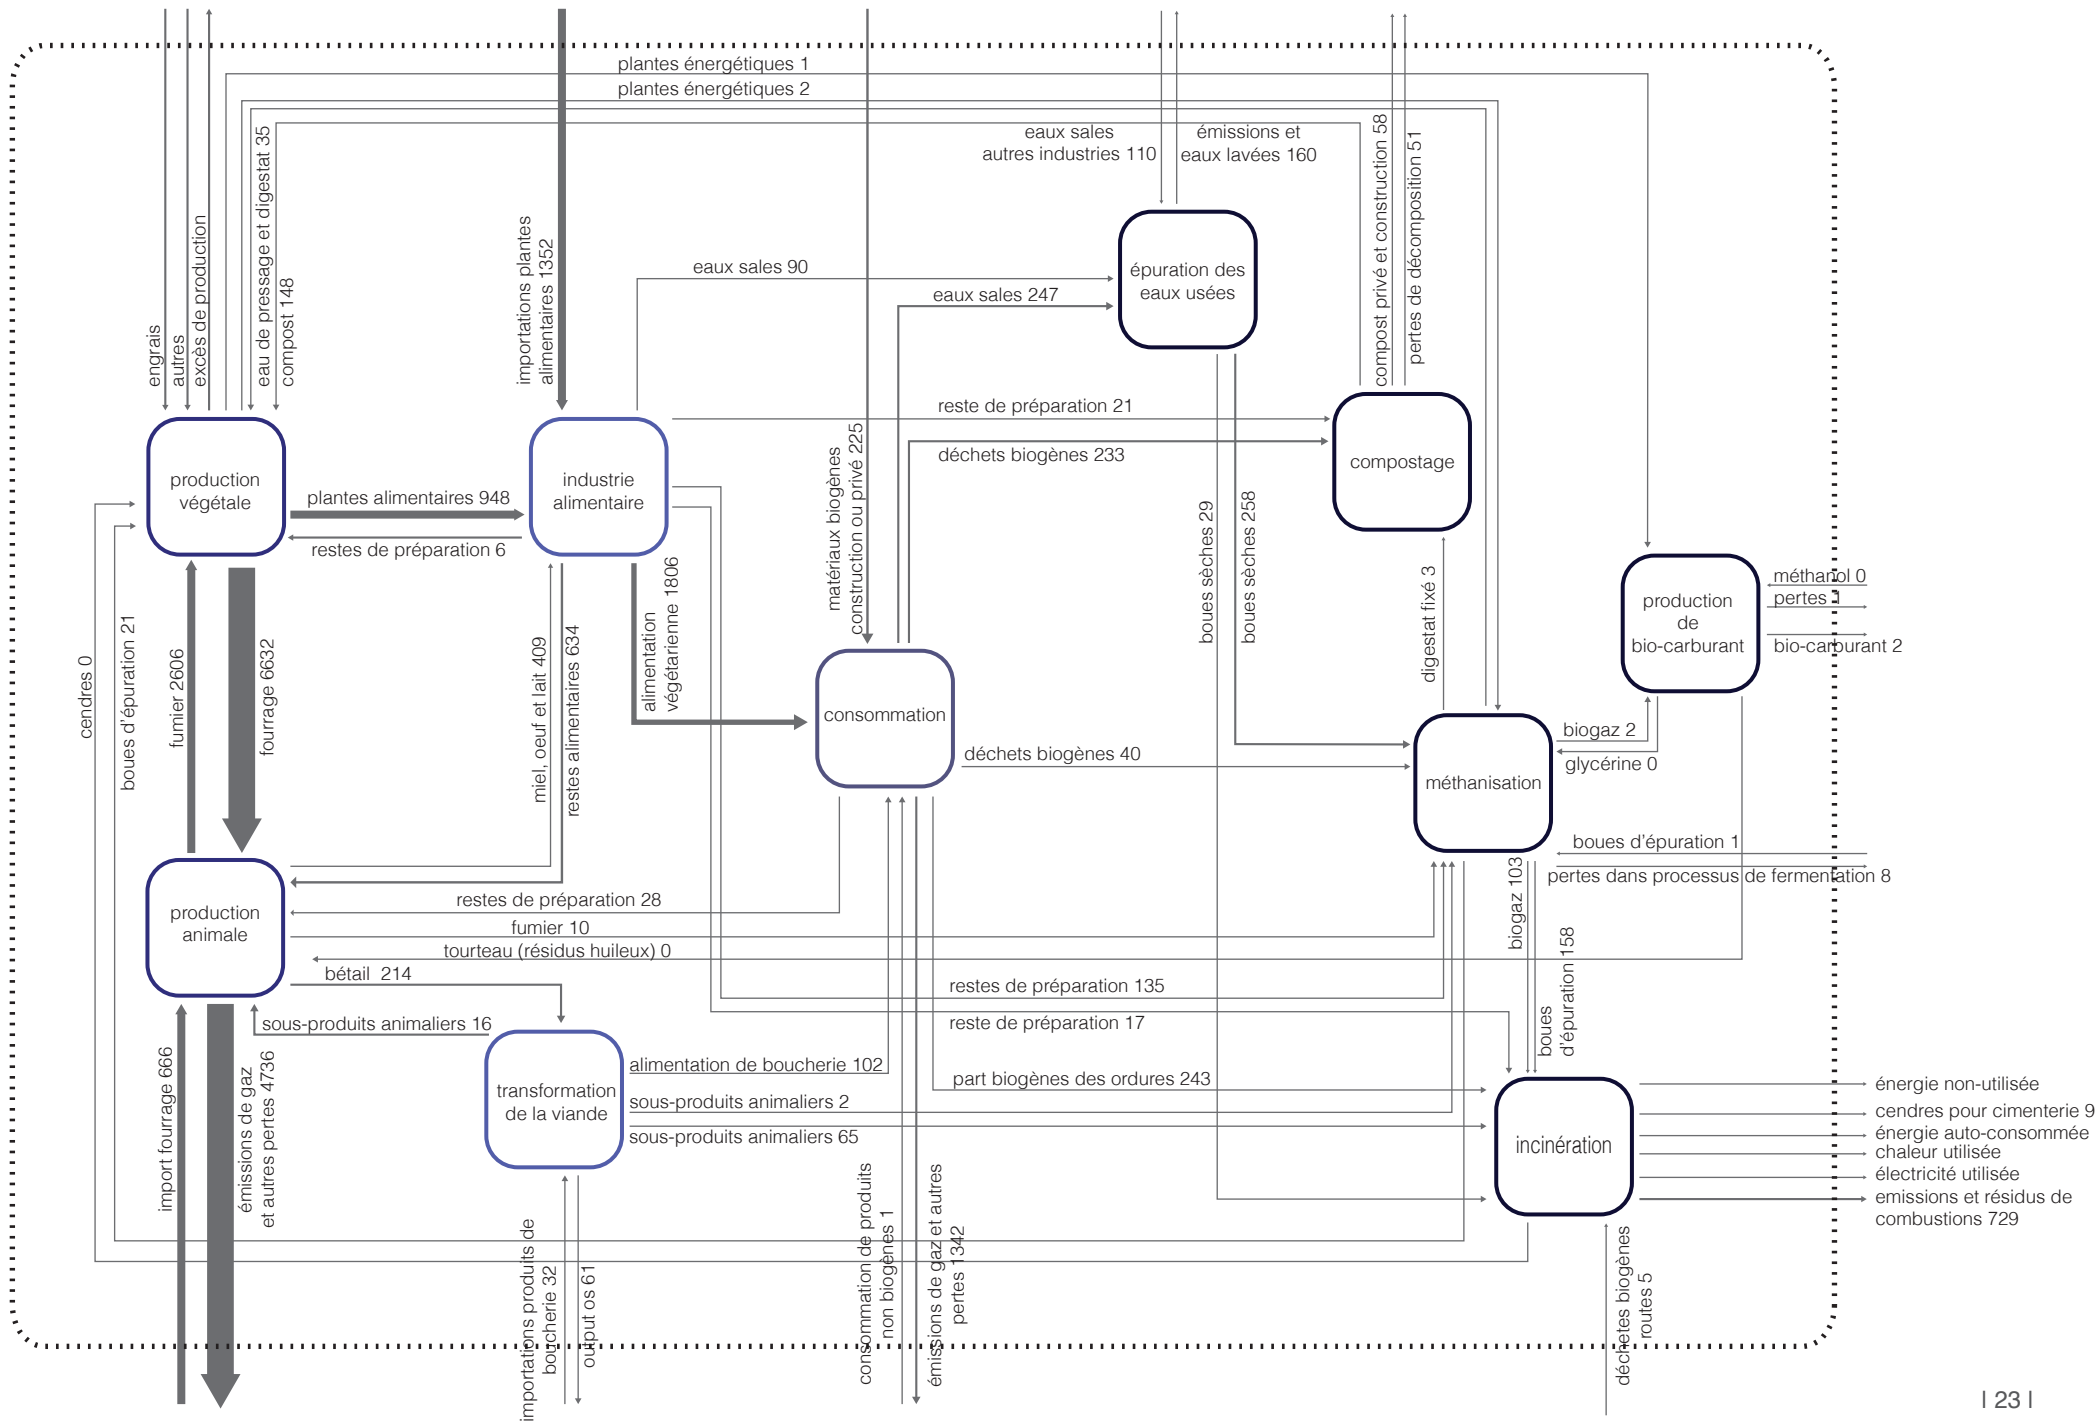 plantes énergétiques 1
plantes énergétiques 2
engrais
autres
excès de production
eau de pressage et digestat 35
compost 148
importations plantes
alimentaires 1352
eaux sales
autres industries 110
émissions et
eaux lavées 160
compost privé et construction 58
pertes de décomposition 51
épuration des
eaux usées
eaux sales 90
eaux sales 247
reste de préparation 21
déchets biogènes 233
compostage
production
végétale
plantes alimentaires 948
restes de préparation 6
industrie
alimentaire
matériaux biogènes
construction ou privé 225
boues sèches 29
boues sèches 258
digestat fixé 3
production
de
bio-carburant
méthanol 0
pertes 1
bio-carburant 2
cendres 0
boues d'épuration 21
fumier 2606
fourrage 6632
miel, oeuf et lait 409
restes alimentaires 634
alimentation
végétarienne 1806
consommation
déchets biogènes 40
méthanisation
biogaz 2
glycérine 0
boues d'épuration 1
pertes dans processus de fermentation 8
biogaz 103
boues
d'épuration 158
production
animale
restes de préparation 28
fumier 10
tourteau (résidus huileux) 0
bétail 214
sous-produits animaliers 16
restes de préparation 135
reste de préparation 17
import fourrage 666
émissions de gaz
et autres pertes 4736
transformation
de la viande
alimentation de boucherie 102
sous-produits animaliers 2
sous-produits animaliers 65
part biogènes des ordures 243
incinération
énergie non-utilisée
cendres pour cimenterie 9
énergie auto-consommée
chaleur utilisée
électricité utilisée
emissions et résidus de
combustions 729
importations produits de
boucherie 32
output os 61
consommation de produits
non biogènes 1
émissions de gaz et autres
pertes 1342
déchetes biogènes
routes 5
| 23 |